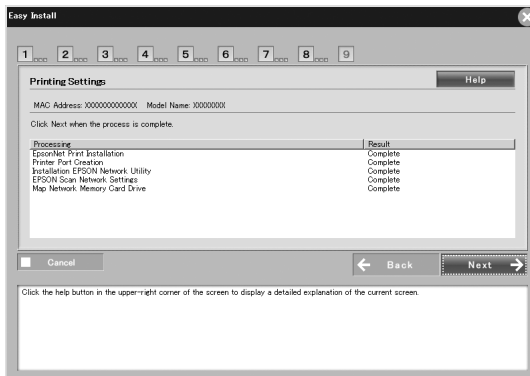 Easy Install
1 2 3 4 5 6 7 8 9
Printing Settings Help
MAC Address: XXXXXXXXXXXX Model Name: XXXXXXXX
Click Next when the process is complete.
Processing Result
EpsonNet Print Installation Complete
Printer Port Creation Complete
Installation EPSON Network Utility Complete
EPSON Scan Network Settings Complete
Map Network Memory Card Drive Complete
Cancel Back Next
Click the help button in the upper-right corner of the screen to display a detailed explanation of the current screen.